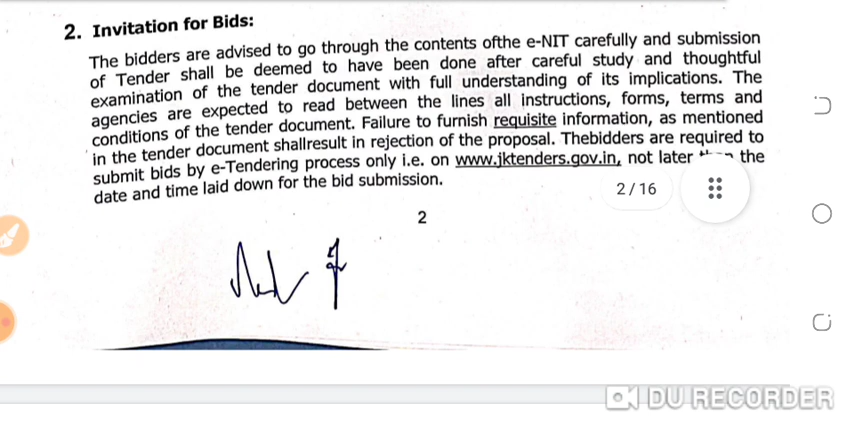 2. Invitation for Bids:
The bidders are advised to go through the contents ofthe e-NIT carefully and submission
of Tender shall be deemed to have been done after careful study and thoughtful
examination of the tender document with full understanding of its implications. The
agencies are expected to read between the lines all instructions, forms, terms and
conditions of the tender document. Failure to furnish requisite information, as mentioned
in the tender document shallresult in rejection of the proposal. Thebidders are required to
submit bids by e-Tendering process only i.e. on www.jktenders.gov.in, not later the
date and time laid down for the bid submission.
2/16
2
DU RECORDER